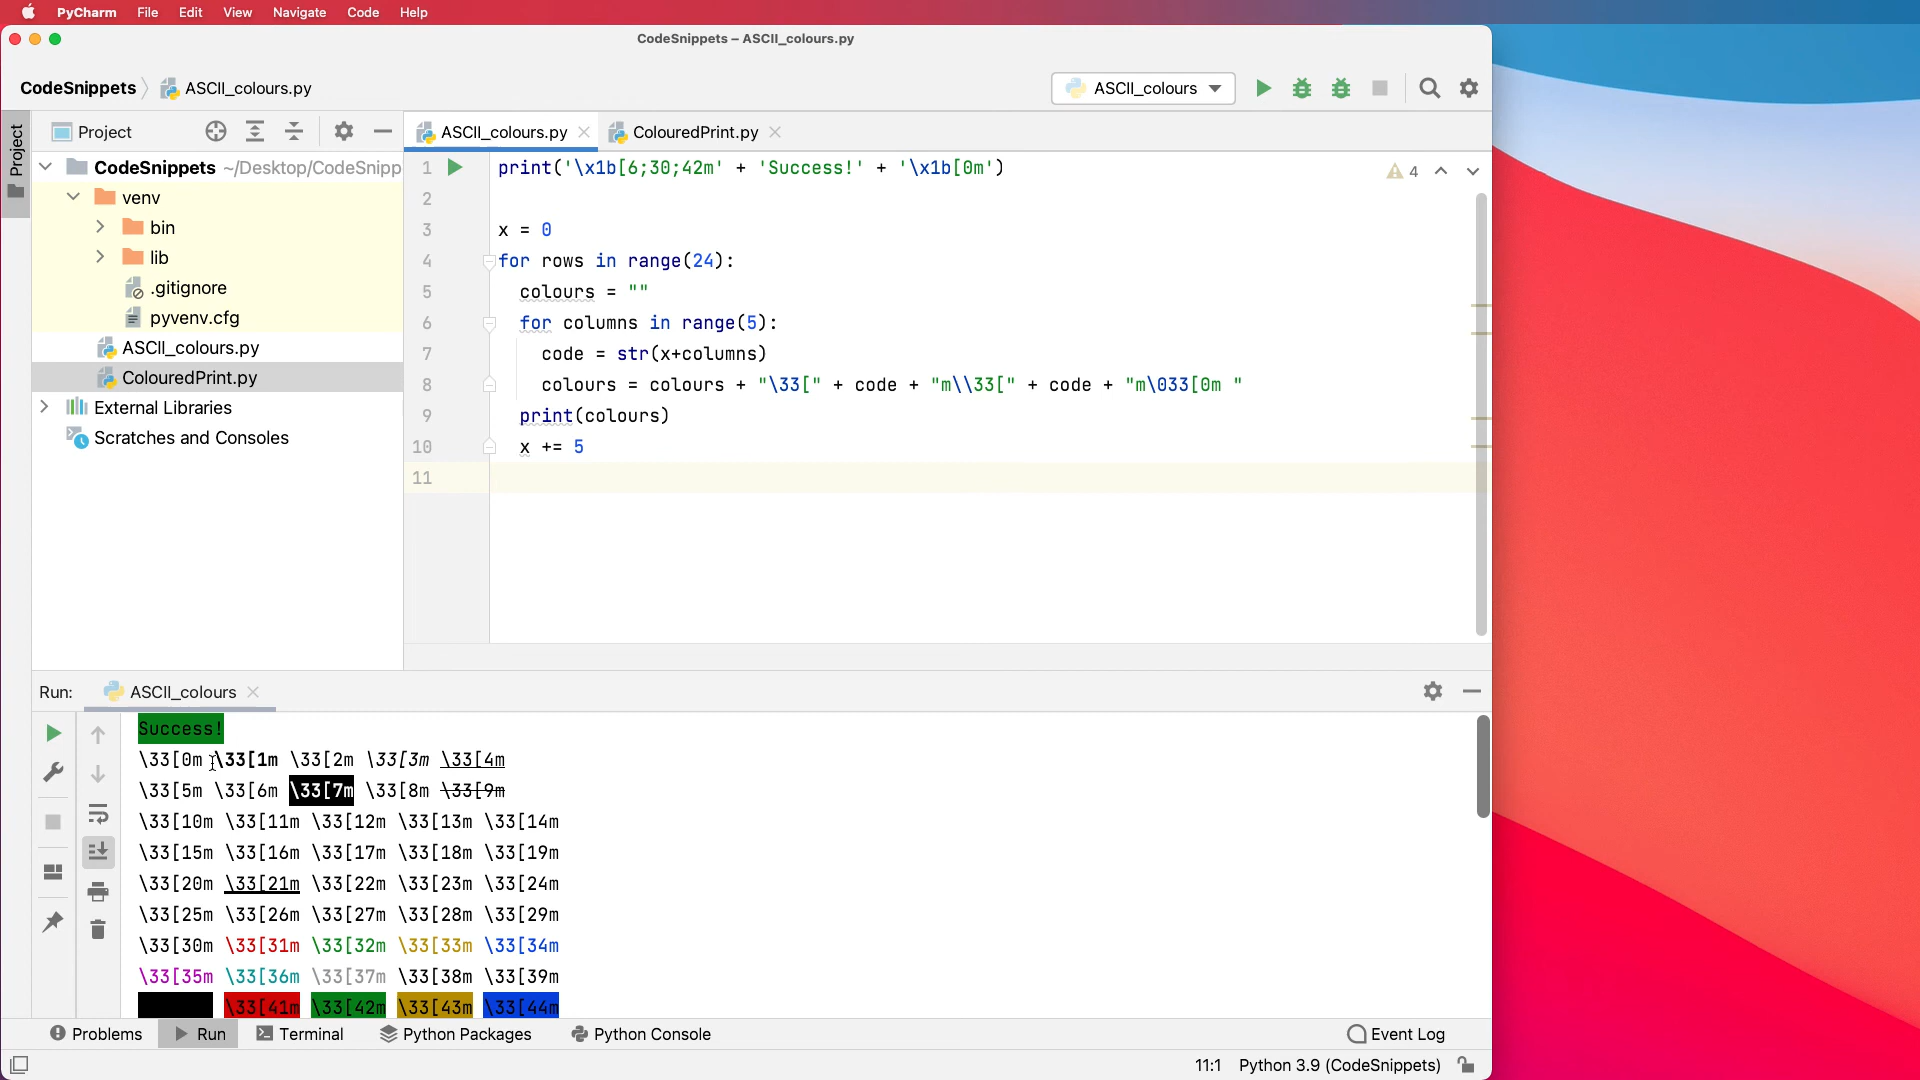 PyCharm File Edit View Navigate Code Help
CodeSnippets – ASCII_colours.py
CodeSnippets ASCII_colours.py
ASCII_colours
Project
Project
ASCII_colours.py
ColouredPrint.py
CodeSnippets ~/Desktop/CodeSnipp
venv
bin
lib
.gitignore
pyvenv.cfg
ASCII_colours.py
ColouredPrint.py
External Libraries
Scratches and Consoles
4
1 print('\x1b[6;30;42m' + 'Success!' + '\x1b[0m')
2
3 x = 0
4 for rows in range(24):
5 colours = ""
6 for columns in range(5):
7 code = str(x+columns)
8 colours = colours + "\33[" + code + "m\\33[" + code + "m\033[0m "
9 print(colours)
10 x += 5
11
Run: ASCII_colours
Success!
\33[0m \33[1m \33[2m \33[3m \33[4m
\33[5m \33[6m \33[7m \33[8m \33[9m
\33[10m \33[11m \33[12m \33[13m \33[14m
\33[15m \33[16m \33[17m \33[18m \33[19m
\33[20m \33[21m \33[22m \33[23m \33[24m
\33[25m \33[26m \33[27m \33[28m \33[29m
\33[30m \33[31m \33[32m \33[33m \33[34m
\33[35m \33[36m \33[37m \33[38m \33[39m
\33[41m \33[42m \33[43m \33[44m
Problems Run Terminal Python Packages Python Console Event Log
11:1 Python 3.9 (CodeSnippets)